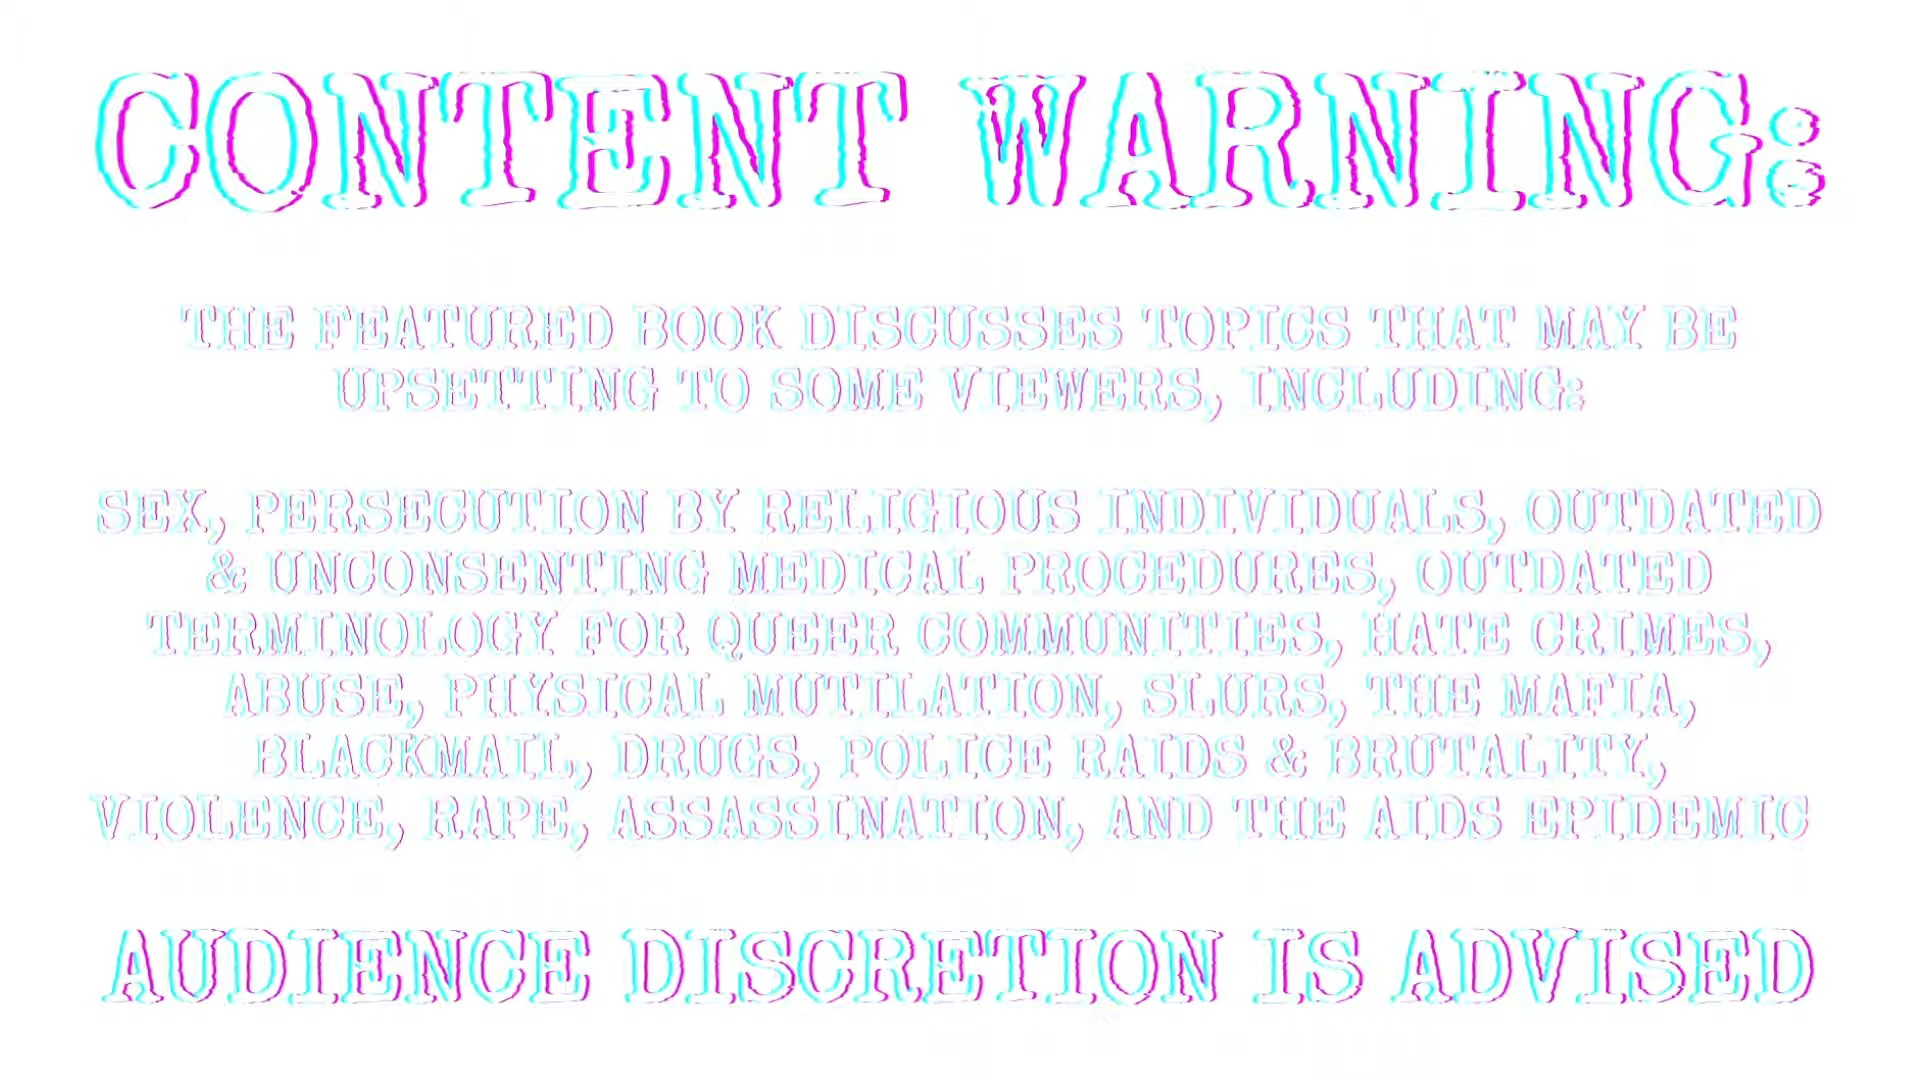 CONTENT WARNING:
THE FEATURED BOOK DISCUSSES TOPICS THAT MAY BE
UPSETTING TO SOME VIEWERS, INCLUDING:
SEX, PERSECUTION BY RELIGIOUS INDIVIDUALS, OUTDATED
& UNCONSENTING MEDICAL PROCEDURES, OUTDATED
TERMINOLOGY FOR QUEER COMMUNITIES, HATE CRIMES,
ABUSE, PHYSICAL MUTILATION, SLURS, THE MAFIA,
BLACKMAIL, DRUGS, POLICE RAIDS & BRUTALITY,
VIOLENCE, RAPE, ASSASSINATION, AND THE AIDS EPIDEMIC
AUDIENCE DISCRETION IS ADVISED